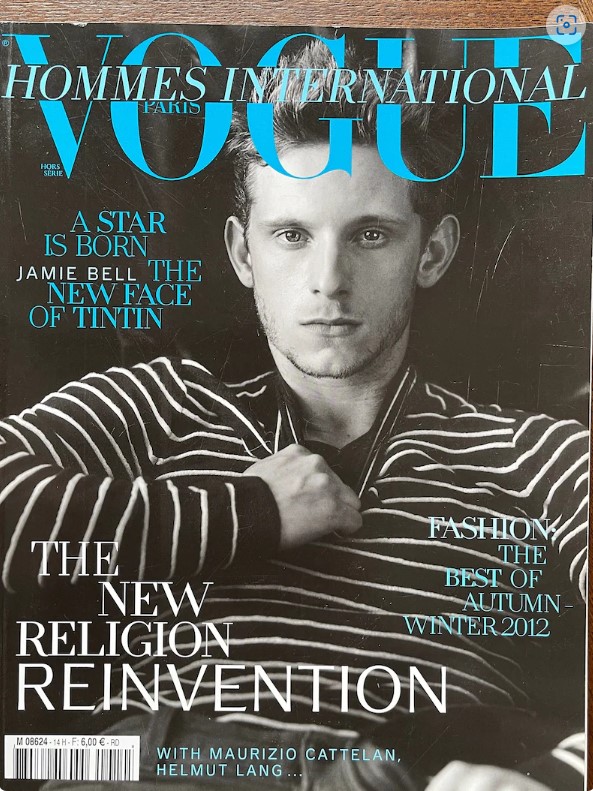 ®
VOGUE
HOMMES INTERNATIONAL
PARIS
HORS
SÉRIE
A STAR
IS BORN
JAMIE BELL THE
NEW FACE
OF TINTIN
FASHION:
THE
BEST OF
AUTUMN-
WINTER 2012
THE
NEW
RELIGION
REINVENTION
M 08624 - 14 H - F: 6,00 € - RD
WITH MAURIZIO CATTELAN,
HELMUT LANG...